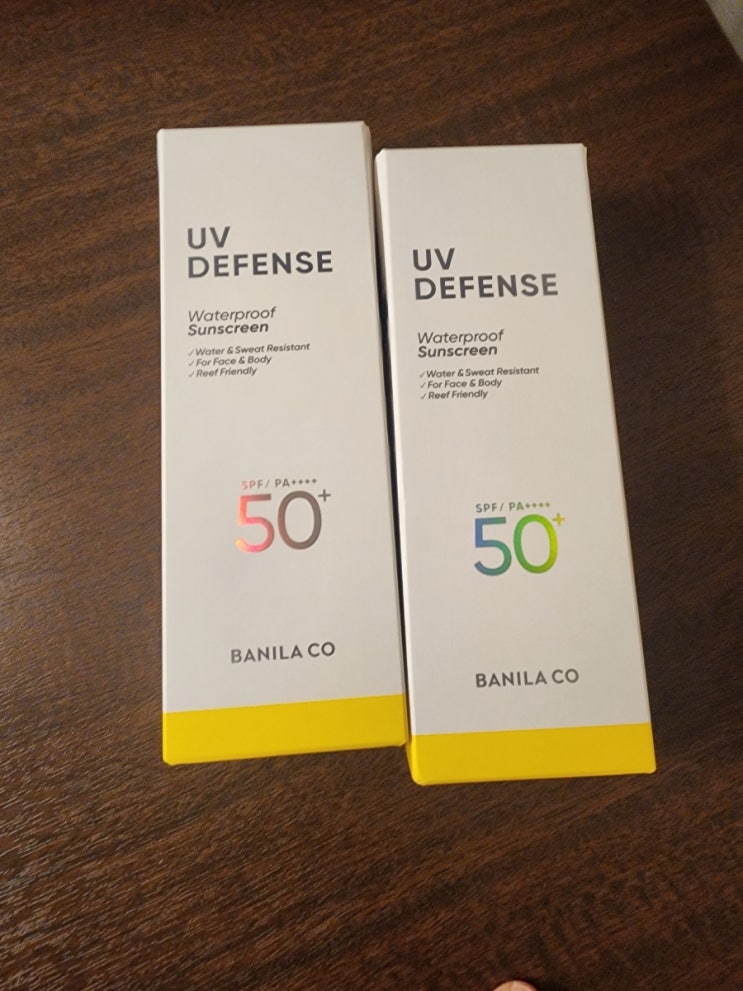 UV
DEFENSE
Waterproof
Sunscreen
✓Water & Sweat Resistant
✓For Face & Body
✓Reef Friendly
SPF/ PA++++
50+
BANILA CO
UV
DEFENSE
Waterproof
Sunscreen
✓Water & Sweat Resistant
✓For Face & Body
✓Reef Friendly
SPF/ PA++++
50+
BANILA CO